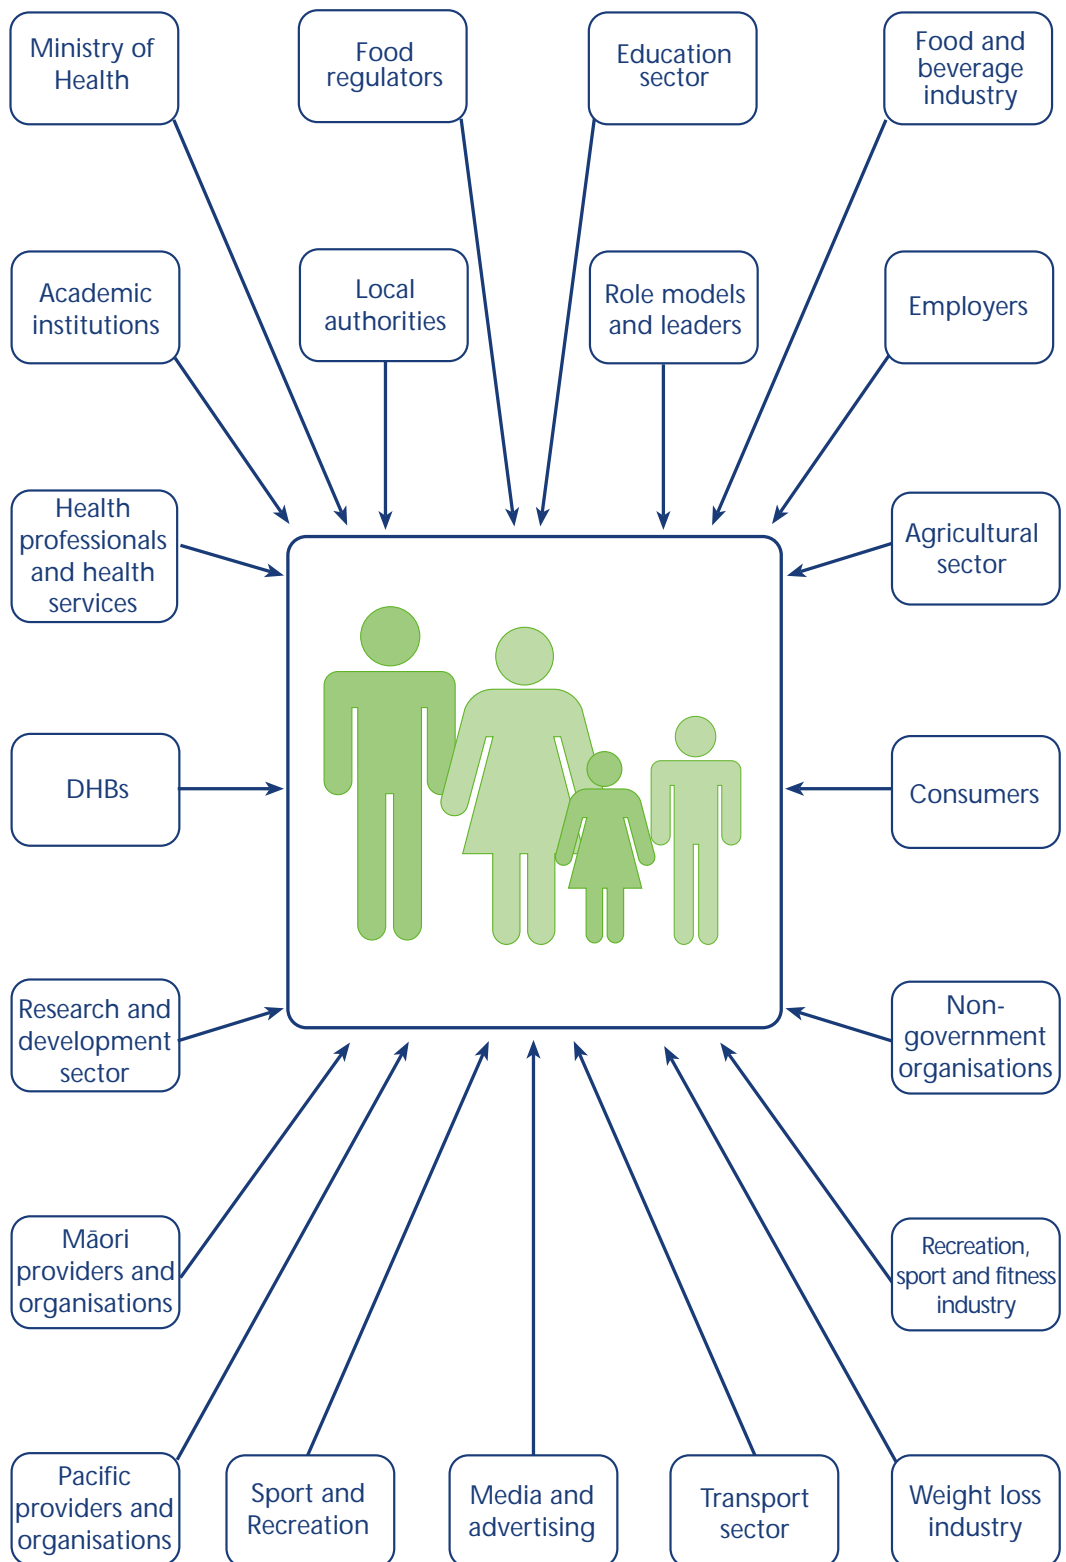 Ministry of
Health
Food
regulators
Education
sector
Food and
beverage
industry
Academic
institutions
Local
authorities
Role models
and leaders
Employers
Health
professionals
and health
services
Agricultural
sector
DHBs
Consumers
Research and
development
sector
Non-
government
organisations
Māori
providers and
organisations
Recreation,
sport and fitness
industry
Pacific
providers and
organisations
Sport and
Recreation
Media and
advertising
Transport
sector
Weight loss
industry